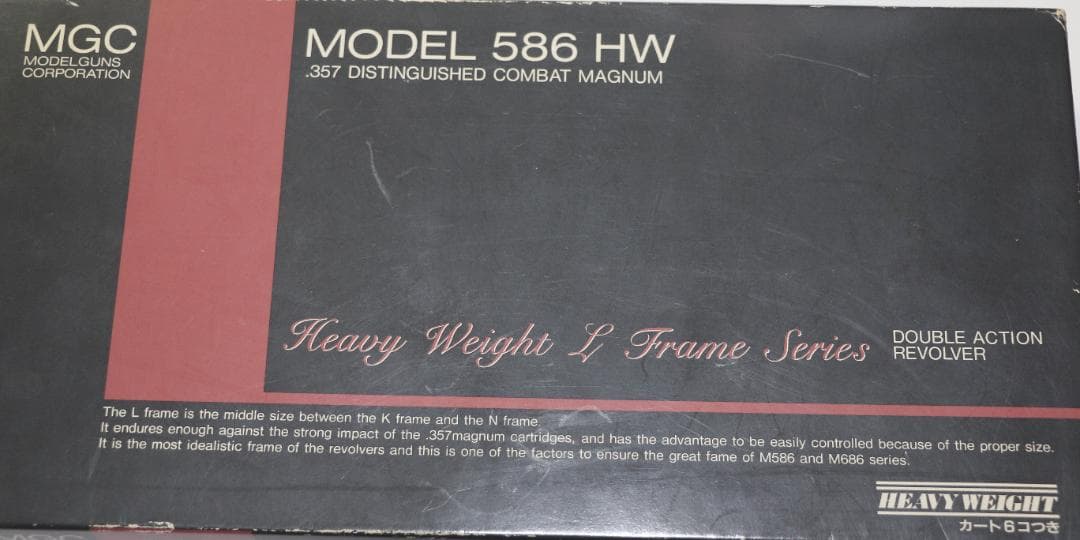 MGC
MODELGUNS
CORPORATION
MODEL 586 HW
.357 DISTINGUISHED COMBAT MAGNUM
Heavy Weight L Frame Series
DOUBLE ACTION
REVOLVER
The L frame is the middle size between the K frame and the N frame.
It endures enough against the strong impact of the .357magnum cartridges, and has the advantage to be easily controlled because of the proper size.
It is the most idealistic frame of the revolvers and this is one of the factors to ensure the great fame of M586 and M686 series.
HEAVY WEIGHT
カート6コつき